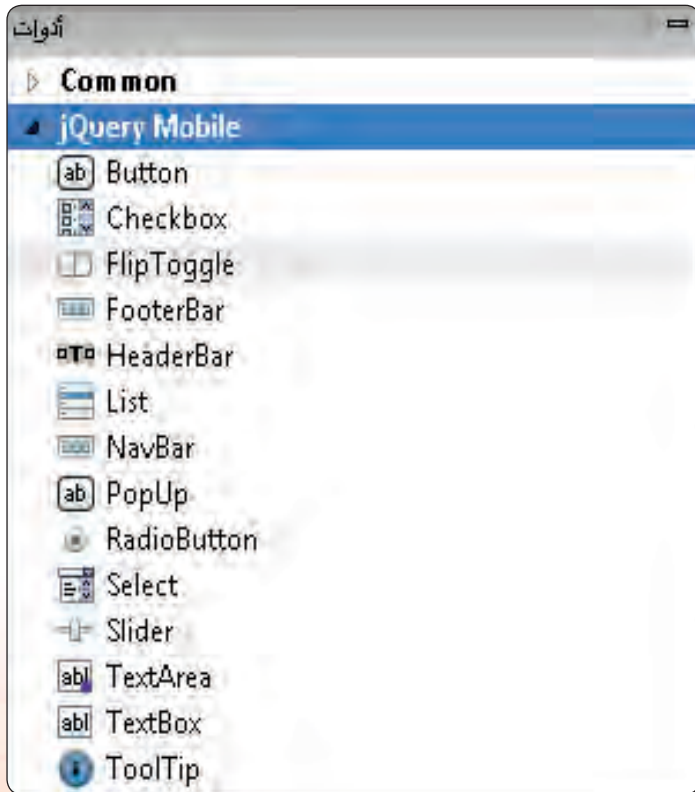 أدوات
Common
jQuery Mobile
Button
Checkbox
FlipToggle
FooterBar
HeaderBar
List
NavBar
PopUp
RadioButton
Select
Slider
TextArea
TextBox
ToolTip